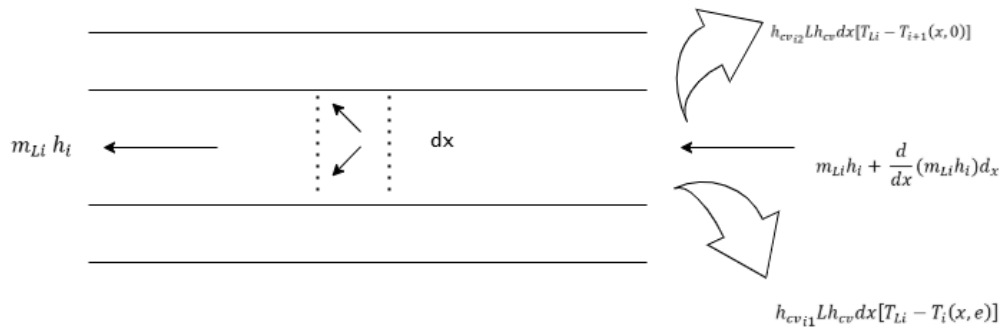 h_{cv_{i2}} L h_{cv} dx[T_{Li} − T_{i+1}(x, 0)]
dx
m_{Li} h_i
m_{Li} h_i + \frac{d}{dx}(m_{Li} h_i) d_x
h_{cv_{i1}} L h_{cv} dx[T_{Li} − T_i(x, e)]